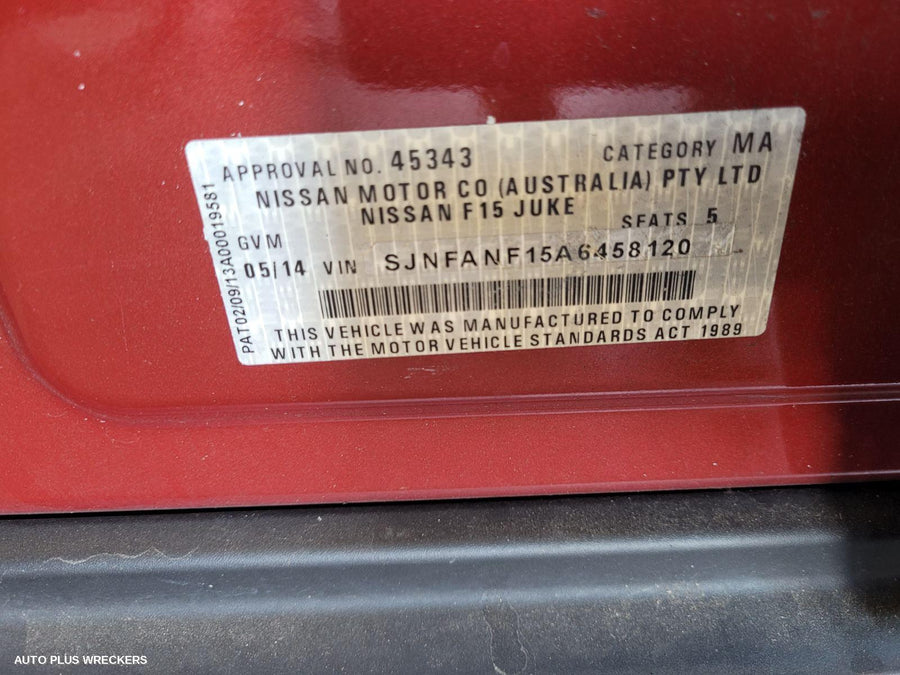 APPROVAL NO. 45343 CATEGORY MA
NISSAN MOTOR CO (AUSTRALIA) PTY LTD
NISSAN F15 JUKE
SEATS 5
GVM
05/14 VIN SJNFANF15A6458120
THIS VEHICLE WAS MANUFACTURED TO COMPLY
WITH THE MOTOR VEHICLE STANDARDS ACT 1989
PAT02/09/13A00019581
AUTO PLUS WRECKERS